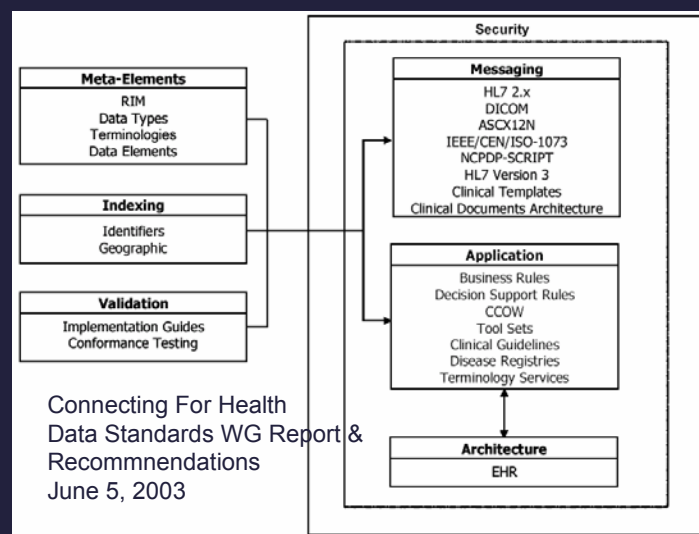 Security
Meta-Elements
RIM
Data Types
Terminologies
Data Elements
Indexing
Identifiers
Geographic
Validation
Implementation Guides
Conformance Testing
Messaging
HL7 2.x
DICOM
ASCX12N
IEEE/CEN/ISO-1073
NCPDP-SCRIPT
HL7 Version 3
Clinical Templates
Clinical Documents Architecture
Application
Business Rules
Decision Support Rules
CCOW
Tool Sets
Clinical Guidelines
Disease Registries
Terminology Services
Architecture
EHR
Connecting For Health
Data Standards WG Report &
Recommnendations
June 5, 2003